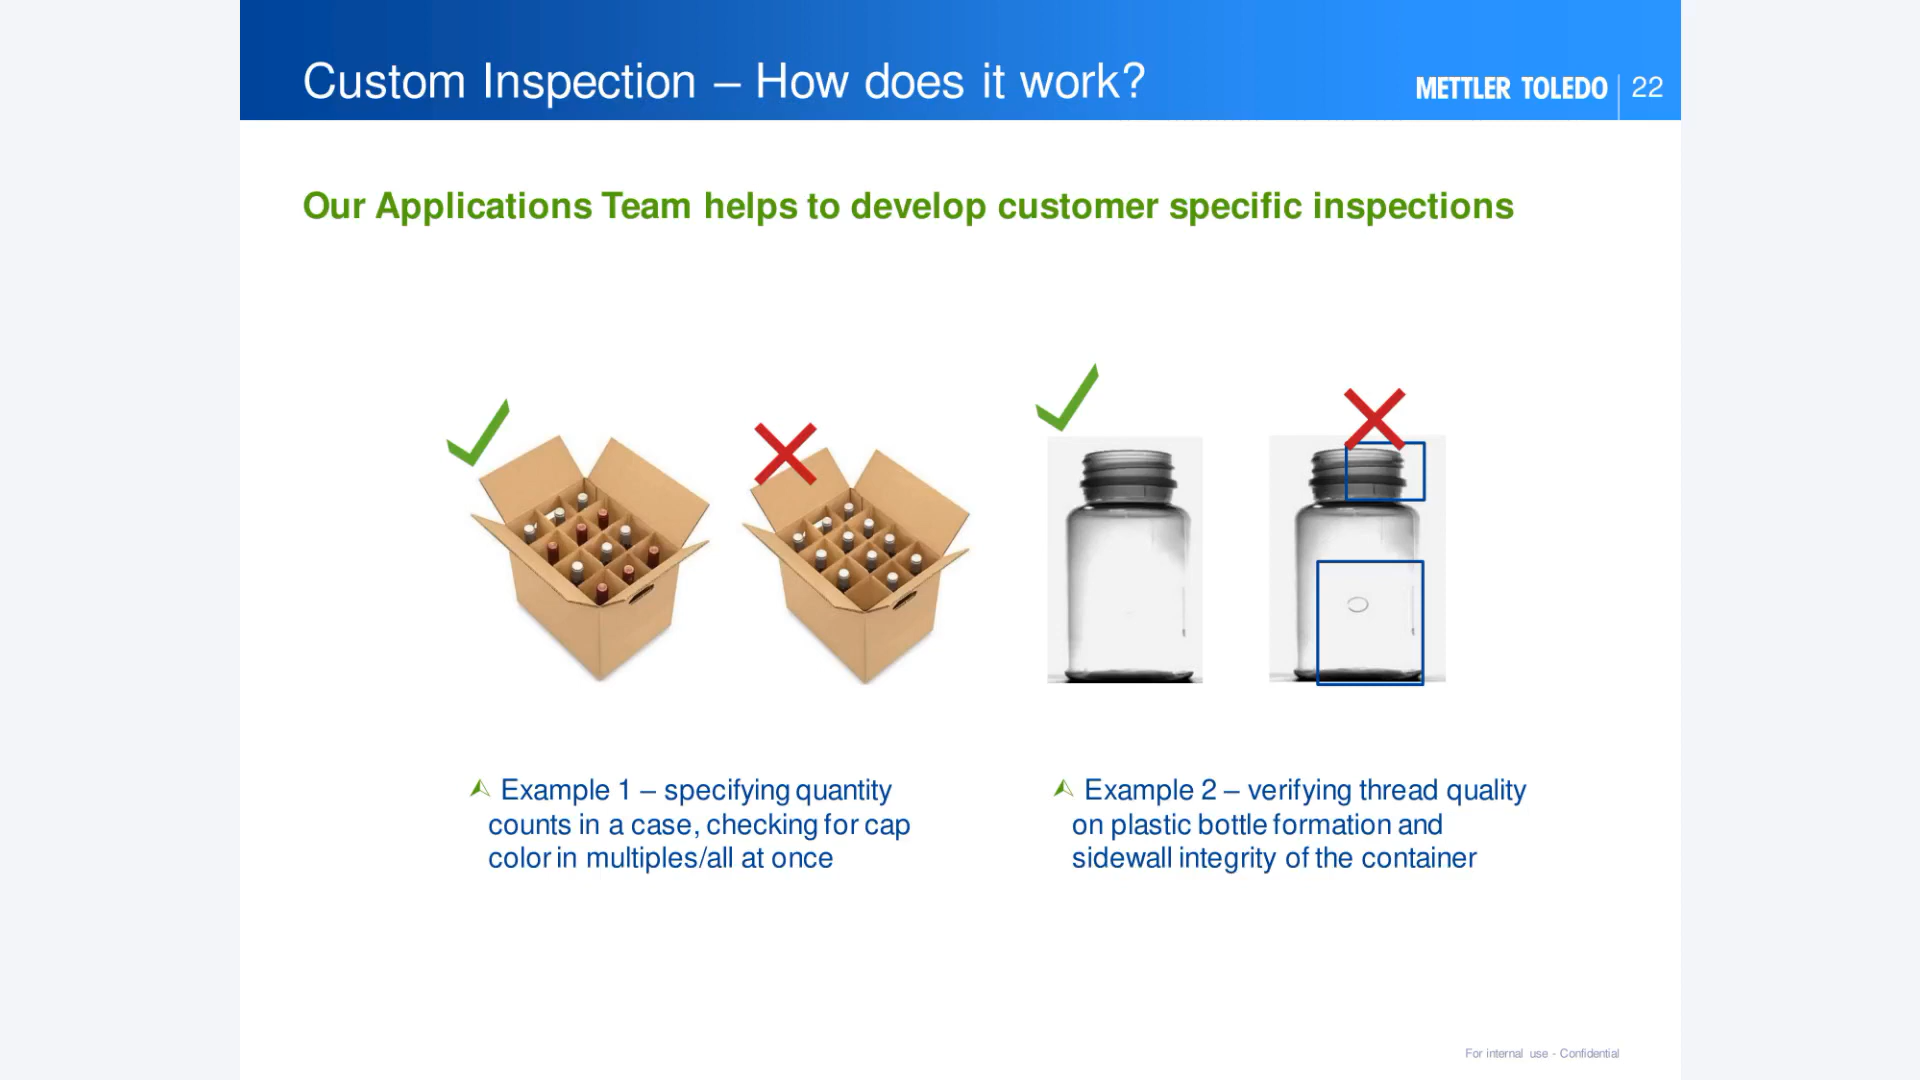 Custom Inspection – How does it work?
METTLER TOLEDO 22
Our Applications Team helps to develop customer specific inspections
Example 1 – specifying quantity
counts in a case, checking for cap
color in multiples/all at once
Example 2 – verifying thread quality
on plastic bottle formation and
sidewall integrity of the container
For internal use - Confidential